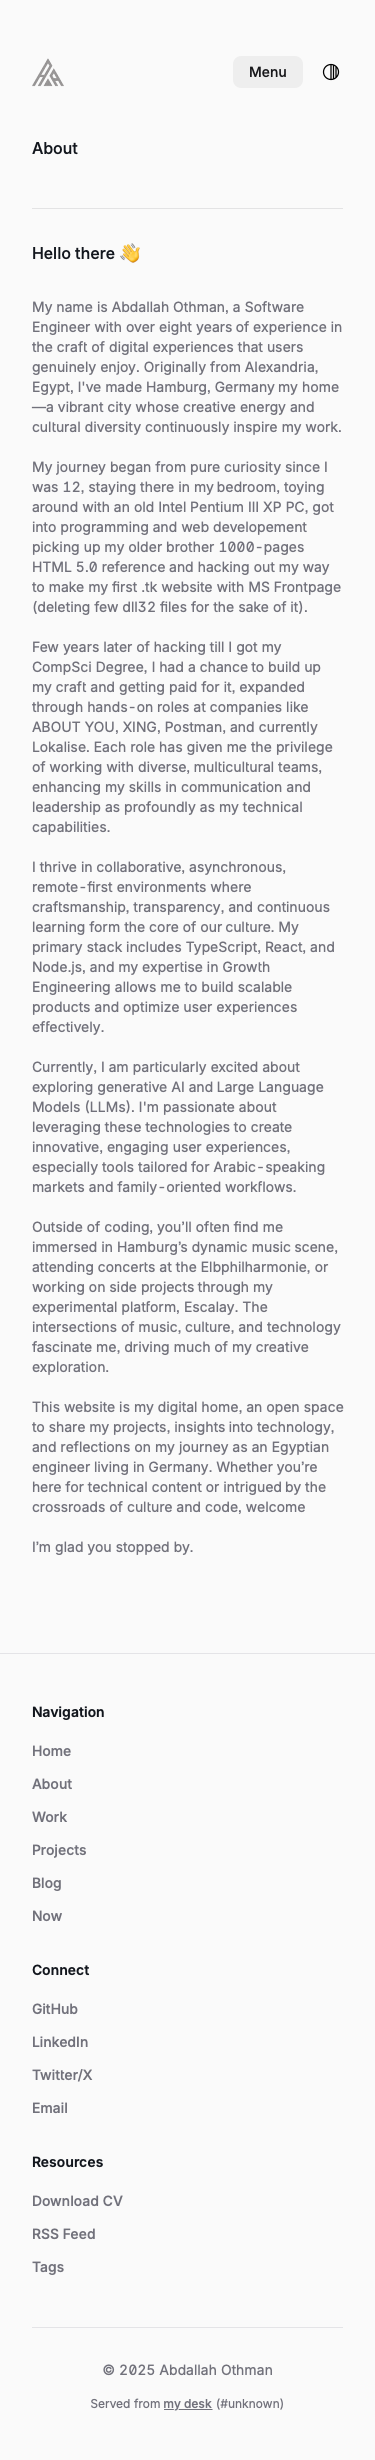 Menu
About
Hello there 👋
My name is Abdallah Othman, a Software
Engineer with over eight years of experience in
the craft of digital experiences that users
genuinely enjoy. Originally from Alexandria,
Egypt, I've made Hamburg, Germany my home
—a vibrant city whose creative energy and
cultural diversity continuously inspire my work.
My journey began from pure curiosity since I
was 12, staying there in my bedroom, toying
around with an old Intel Pentium III XP PC, got
into programming and web developement
picking up my older brother 1000-pages
HTML 5.0 reference and hacking out my way
to make my first .tk website with MS Frontpage
(deleting few dll32 files for the sake of it).
Few years later of hacking till I got my
CompSci Degree, I had a chance to build up
my craft and getting paid for it, expanded
through hands-on roles at companies like
ABOUT YOU, XING, Postman, and currently
Lokalise. Each role has given me the privilege
of working with diverse, multicultural teams,
enhancing my skills in communication and
leadership as profoundly as my technical
capabilities.
I thrive in collaborative, asynchronous,
remote-first environments where
craftsmanship, transparency, and continuous
learning form the core of our culture. My
primary stack includes TypeScript, React, and
Node.js, and my expertise in Growth
Engineering allows me to build scalable
products and optimize user experiences
effectively.
Currently, I am particularly excited about
exploring generative AI and Large Language
Models (LLMs). I'm passionate about
leveraging these technologies to create
innovative, engaging user experiences,
especially tools tailored for Arabic-speaking
markets and family-oriented workflows.
Outside of coding, you’ll often find me
immersed in Hamburg’s dynamic music scene,
attending concerts at the Elbphilharmonie, or
working on side projects through my
experimental platform, Escalay. The
intersections of music, culture, and technology
fascinate me, driving much of my creative
exploration.
This website is my digital home, an open space
to share my projects, insights into technology,
and reflections on my journey as an Egyptian
engineer living in Germany. Whether you’re
here for technical content or intrigued by the
crossroads of culture and code, welcome
I’m glad you stopped by.
Navigation
Home
About
Work
Projects
Blog
Now
Connect
GitHub
LinkedIn
Twitter/X
Email
Resources
Download CV
RSS Feed
Tags
© 2025 Abdallah Othman
Served from my desk (#unknown)